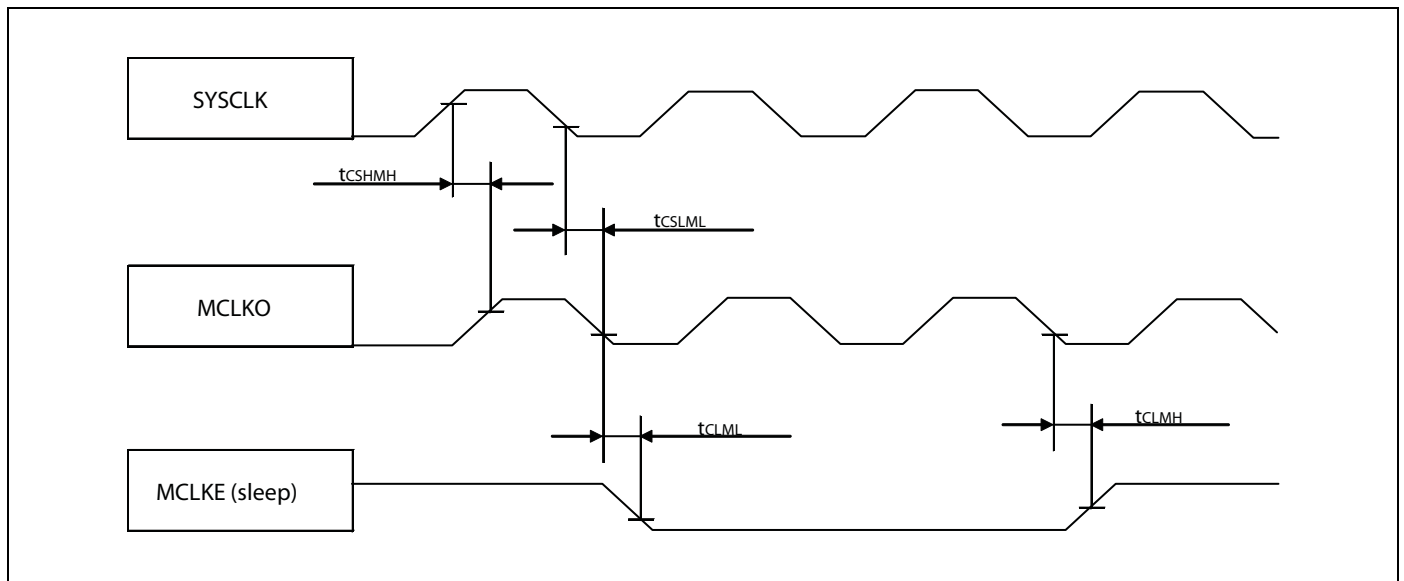 SYSCLK
tCSHMH
tCSLML
MCLKO
tCLML
tCLMH
MCLKE (sleep)